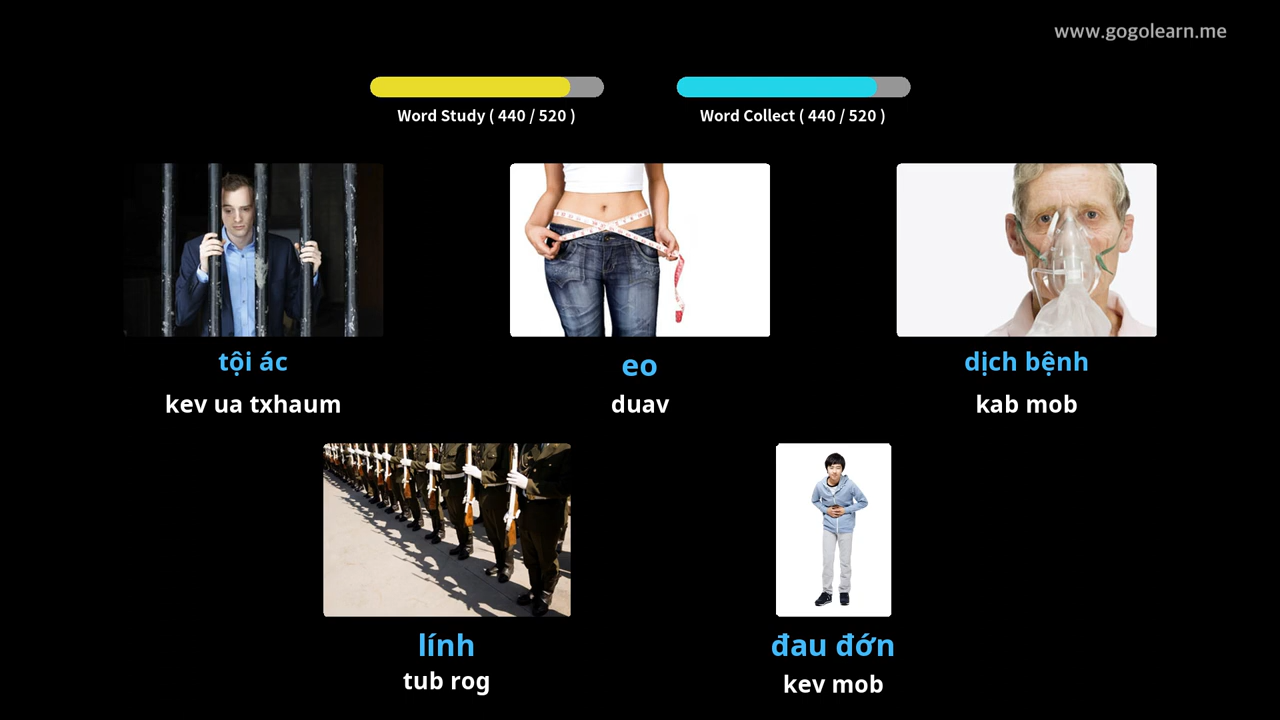 www.gogolearn.me
Word Study ( 440 / 520 )
Word Collect ( 440 / 520 )
tội ác
kev ua txhaum
eo
duav
dịch bệnh
kab mob
lính
tub rog
đau đớn
kev mob